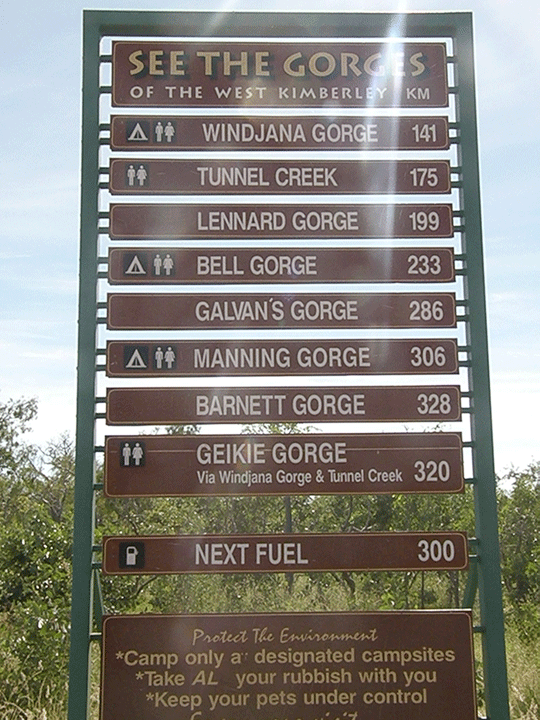 SEE THE GORGES
OF THE WEST KIMBERLEY KM
WINDJANA GORGE 141
TUNNEL CREEK 175
LENNARD GORGE 199
BELL GORGE 233
GALVAN'S GORGE 286
MANNING GORGE 306
BARNETT GORGE 328
GEIKIE GORGE
Via Windjana Gorge & Tunnel Creek 320
NEXT FUEL 300
Protect The Environment
*Camp only a designated campsites
*Take AL your rubbish with you
*Keep your pets under control